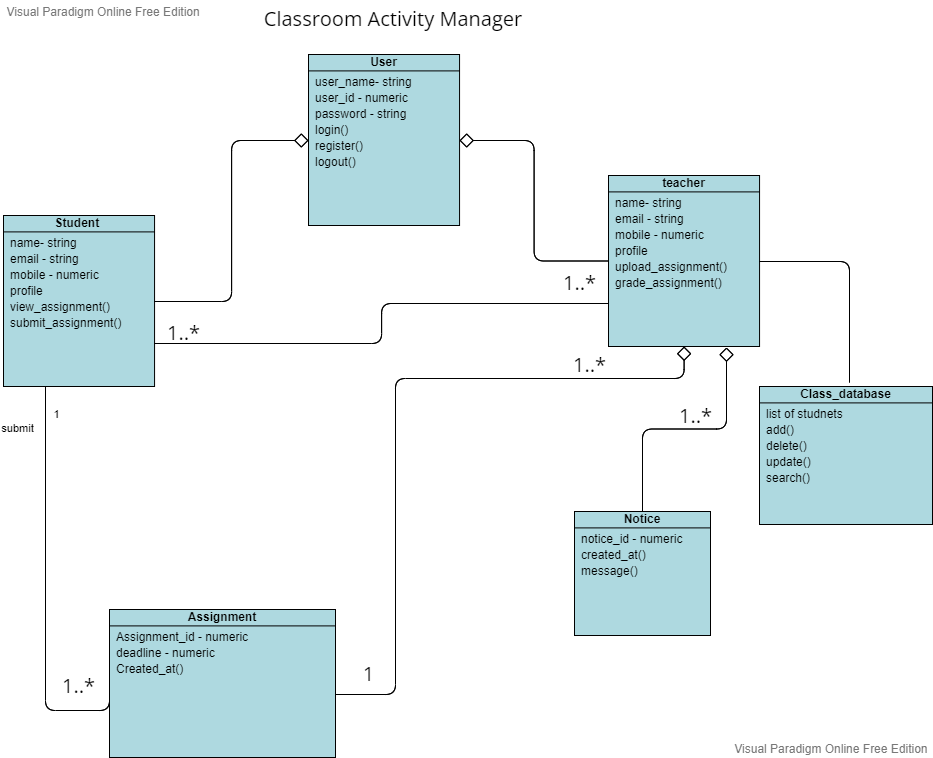 Visual Paradigm Online Free Edition
Classroom Activity Manager
User
user_name- string
user_id - numeric
password - string
login()
register()
logout()
teacher
name- string
email - string
mobile - numeric
profile
upload_assignment()
grade_assignment()
Student
name- string
email - string
mobile - numeric
profile
view_assignment()
submit_assignment()
1..*
1..*
1..*
1..*
1
submit
Class_database
list of studnets
add()
delete()
update()
search()
Notice
notice_id - numeric
created_at()
message()
Assignment
Assignment_id - numeric
deadline - numeric
Created_at()
1..*
1
Visual Paradigm Online Free Edition